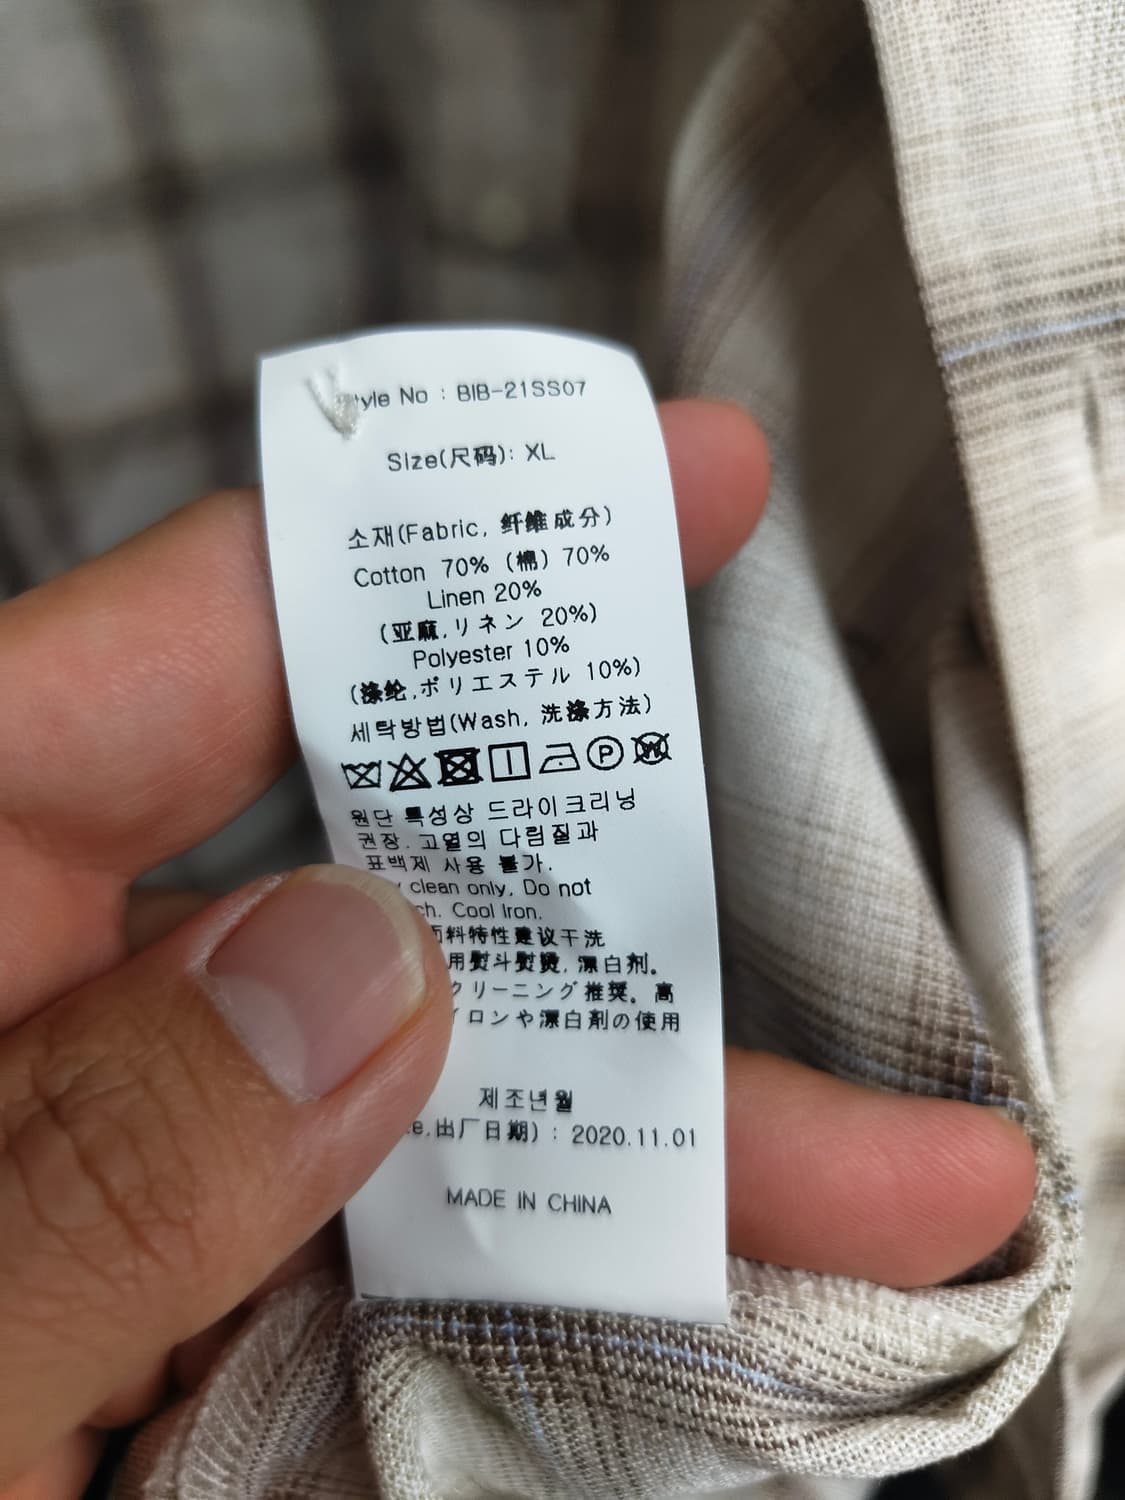 yle No : BIB-21SS07
Size(尺码): XL
소재(Fabric, 纤维成分)
Cotton 70% (棉) 70%
Linen 20%
(亚麻,リネン 20%)
Polyester 10%
(涤纶,ポリエステル 10%)
세탁방법(Wash, 洗涤方法)
P W
원단 특성상 드라이크리닝
권장. 고열의 다림질과
표백제 사용 불가.
clean only. Do not
ch. Cool Iron.
面料特性建议干洗
用熨斗熨烫, 漂白剂。
クリーニング推奨。高
イロンや漂白剤の使用
제조년월
te,出厂日期) : 2020.11.01
MADE IN CHINA